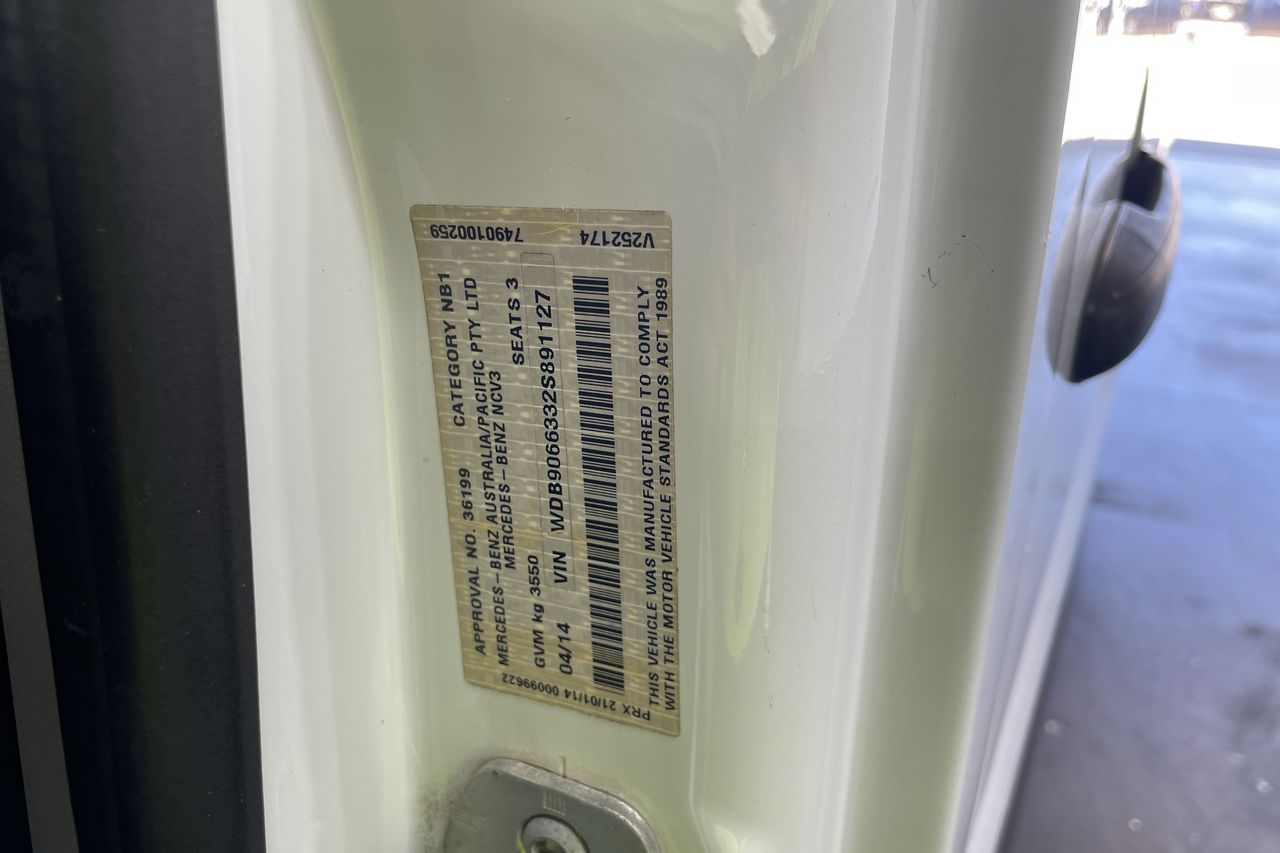 7490100259 V252174
APPROVAL NO. 36199 CATEGORY NB1
MERCEDES-BENZ AUSTRALIA/PACIFIC PTY LTD
MERCEDES-BENZ NCV3
GVM kg 3550 SEATS 3
04/14 VIN WDB9066332S891127
THIS VEHICLE WAS MANUFACTURED TO COMPLY
WITH THE MOTOR VEHICLE STANDARDS ACT 1989
PRX 21/01/14 00099622